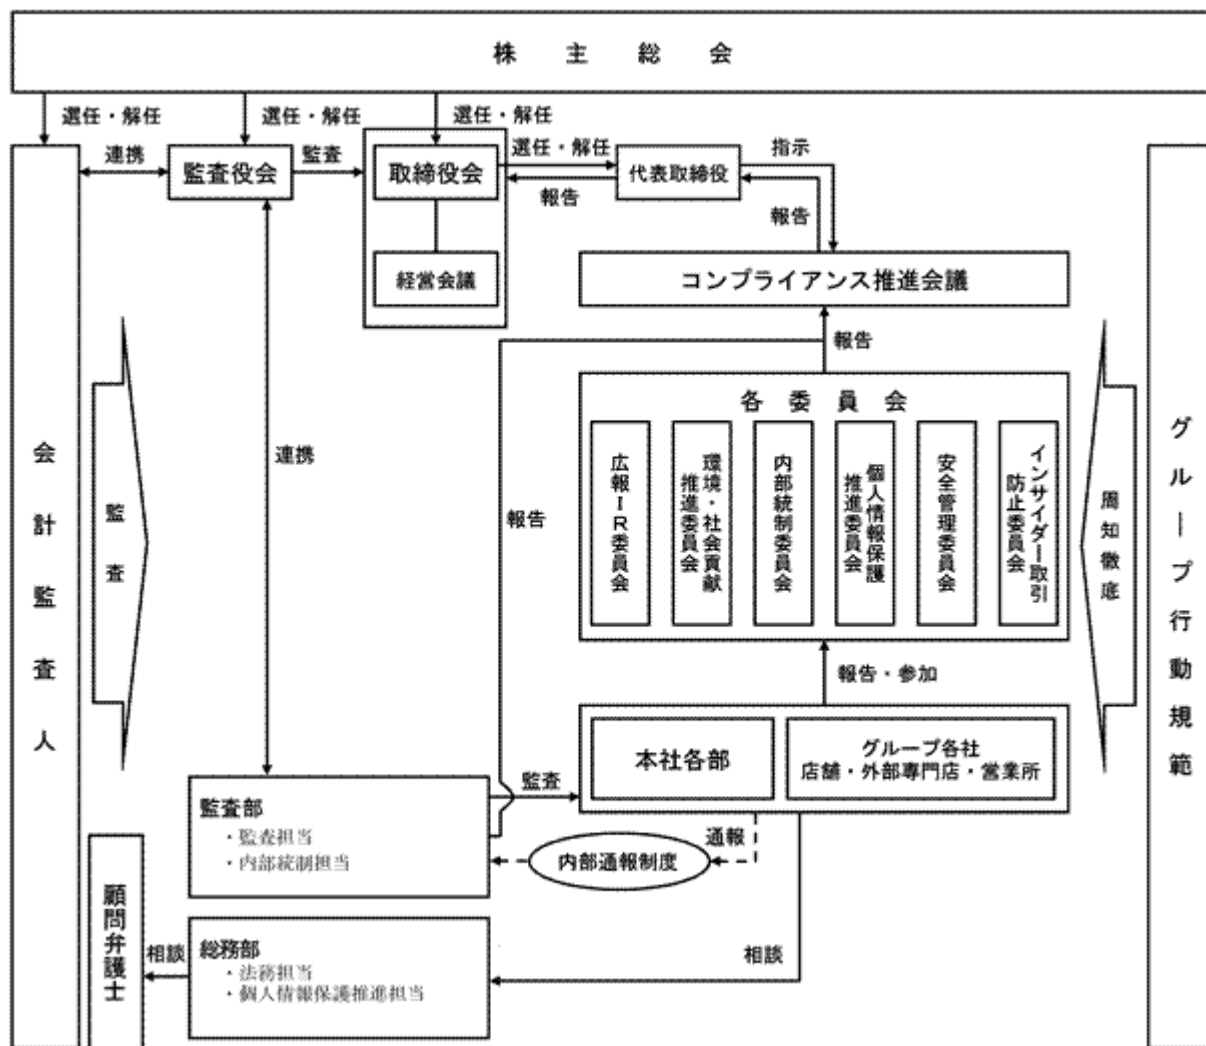 株主総会
選任・解任
選任・解任
選任・解任
連携
監査役会
監査
取締役会
選任・解任
報告
代表取締役
指示
報告
経営会議
コンプライアンス推進会議
報告
各委員会
広報IR委員会
環境・社会貢献
推進委員会
内部統制委員会
個人情報保護
推進委員会
安全管理委員会
インサイダー取引
防止委員会
会計監査人
監査
連携
報告
周知徹底
グループ行動規範
報告・参加
本社各部
グループ各社
店舗・外部専門店・営業所
監査
監査部
・監査担当
・内部統制担当
通報
内部通報制度
顧問弁護士
相談
総務部
・法務担当
・個人情報保護推進担当
相談